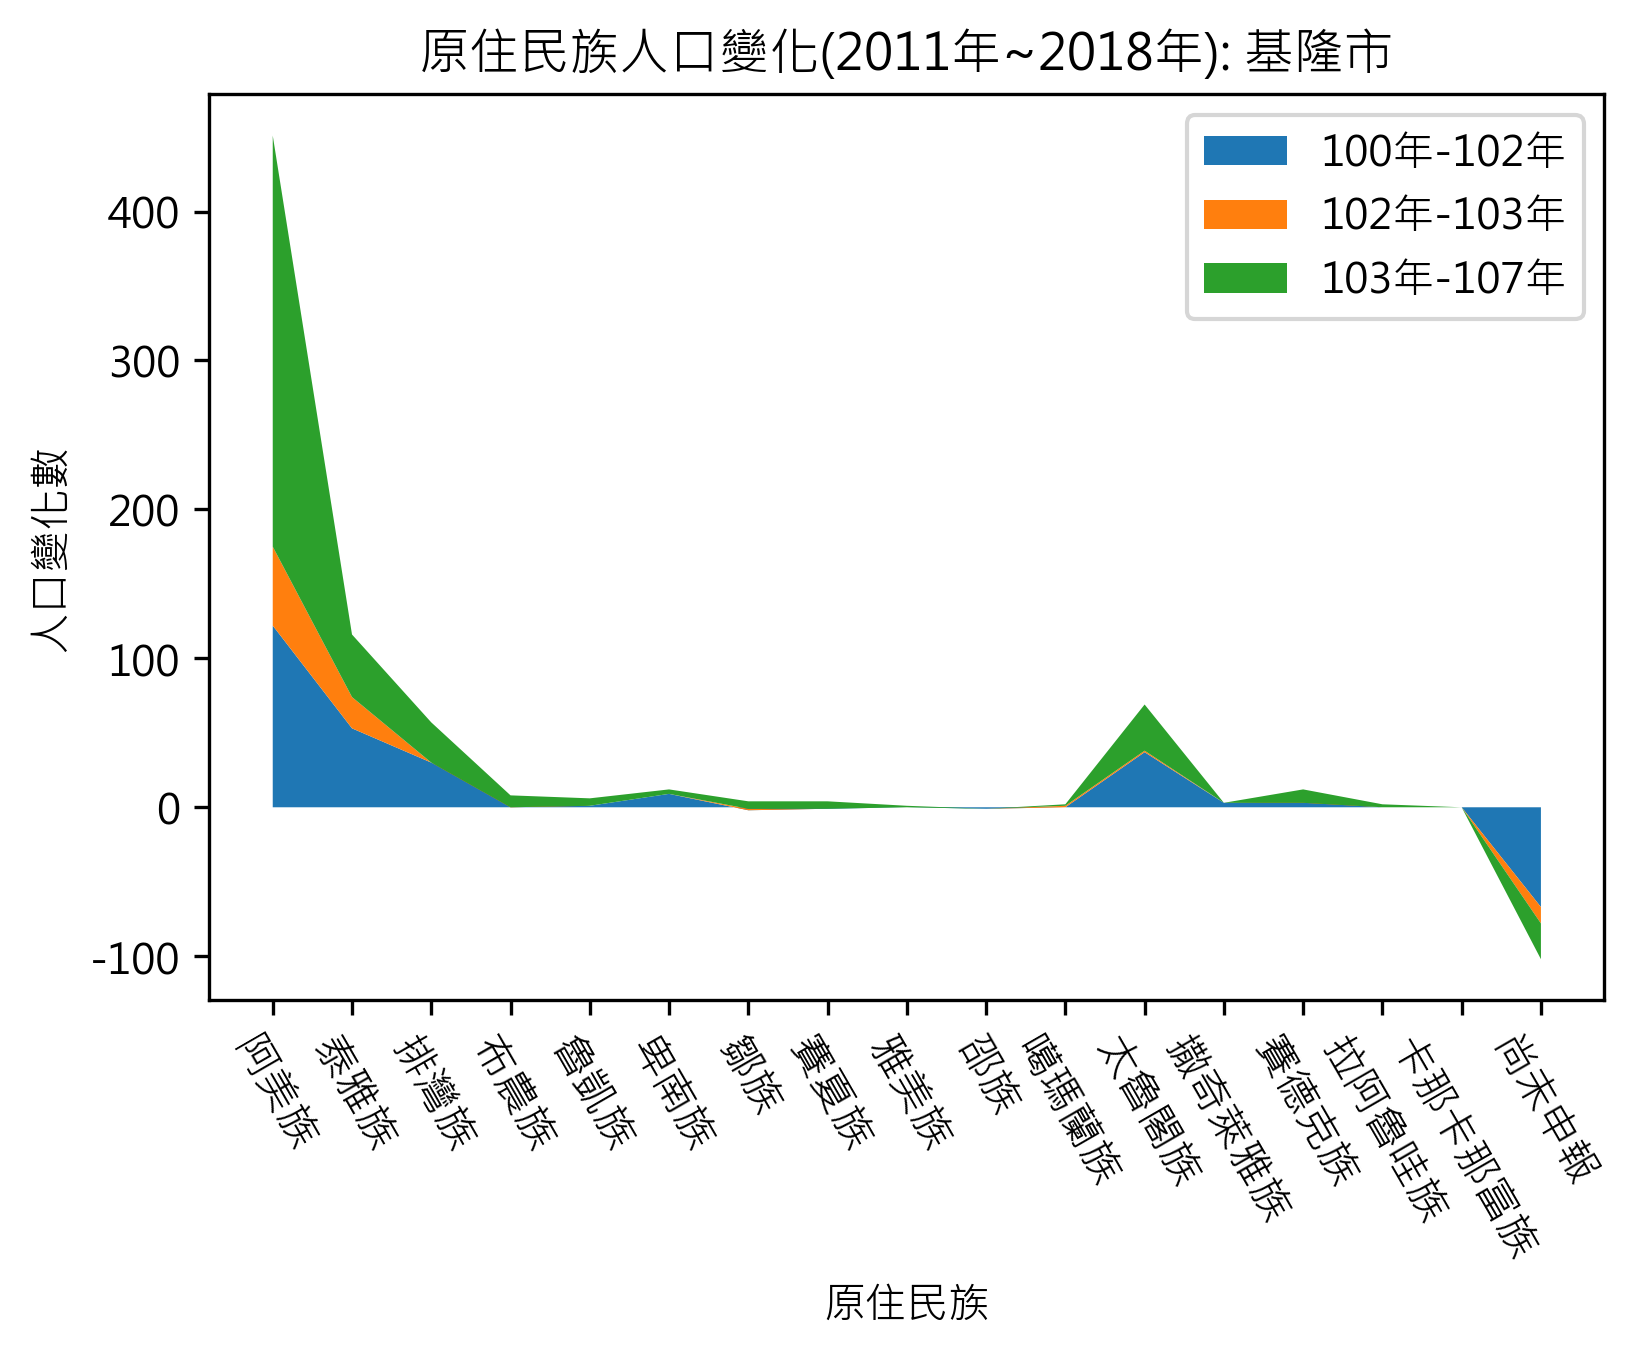 原住民族人口變化(2011年~2018年): 基隆市
100年-102年
102年-103年
103年-107年
人口變化數
400
300
200
100
0
-100
阿美族
泰雅族
排灣族
布農族
魯凱族
卑南族
鄒族
賽夏族
雅美族
邵族
噶瑪蘭族
太魯閣族
撒奇萊雅族
賽德克族
拉阿魯哇族
卡那卡那富族
尚未申報
原住民族